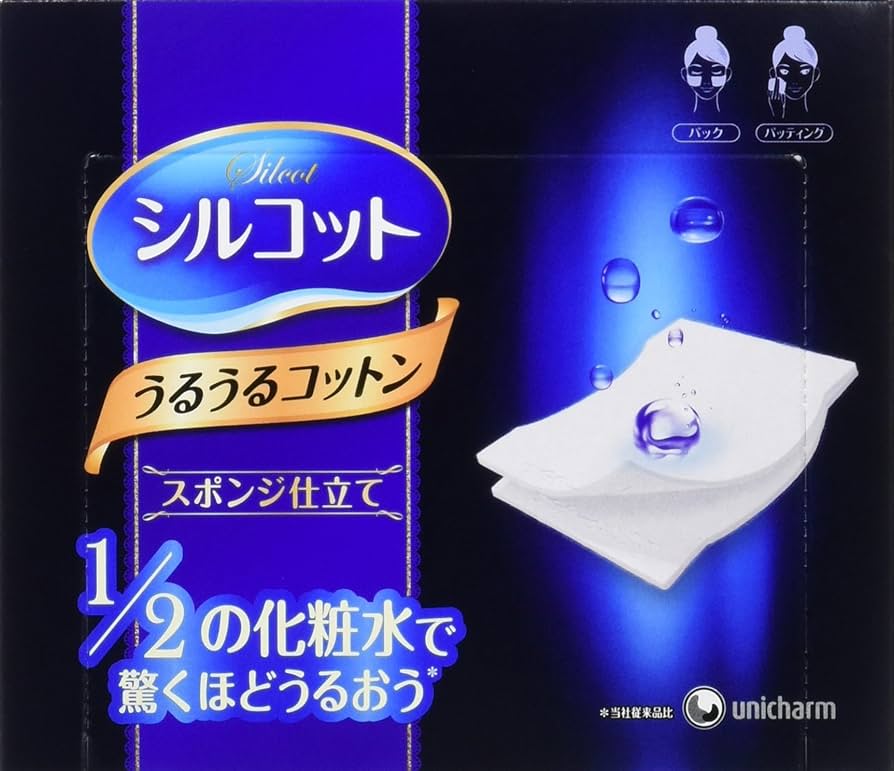 パック
パッティング
Silcot
シルコット
うるうるコットン
スポンジ仕立て
1/2の化粧水で
驚くほどうるおう*
*当社従来品比
unicharm